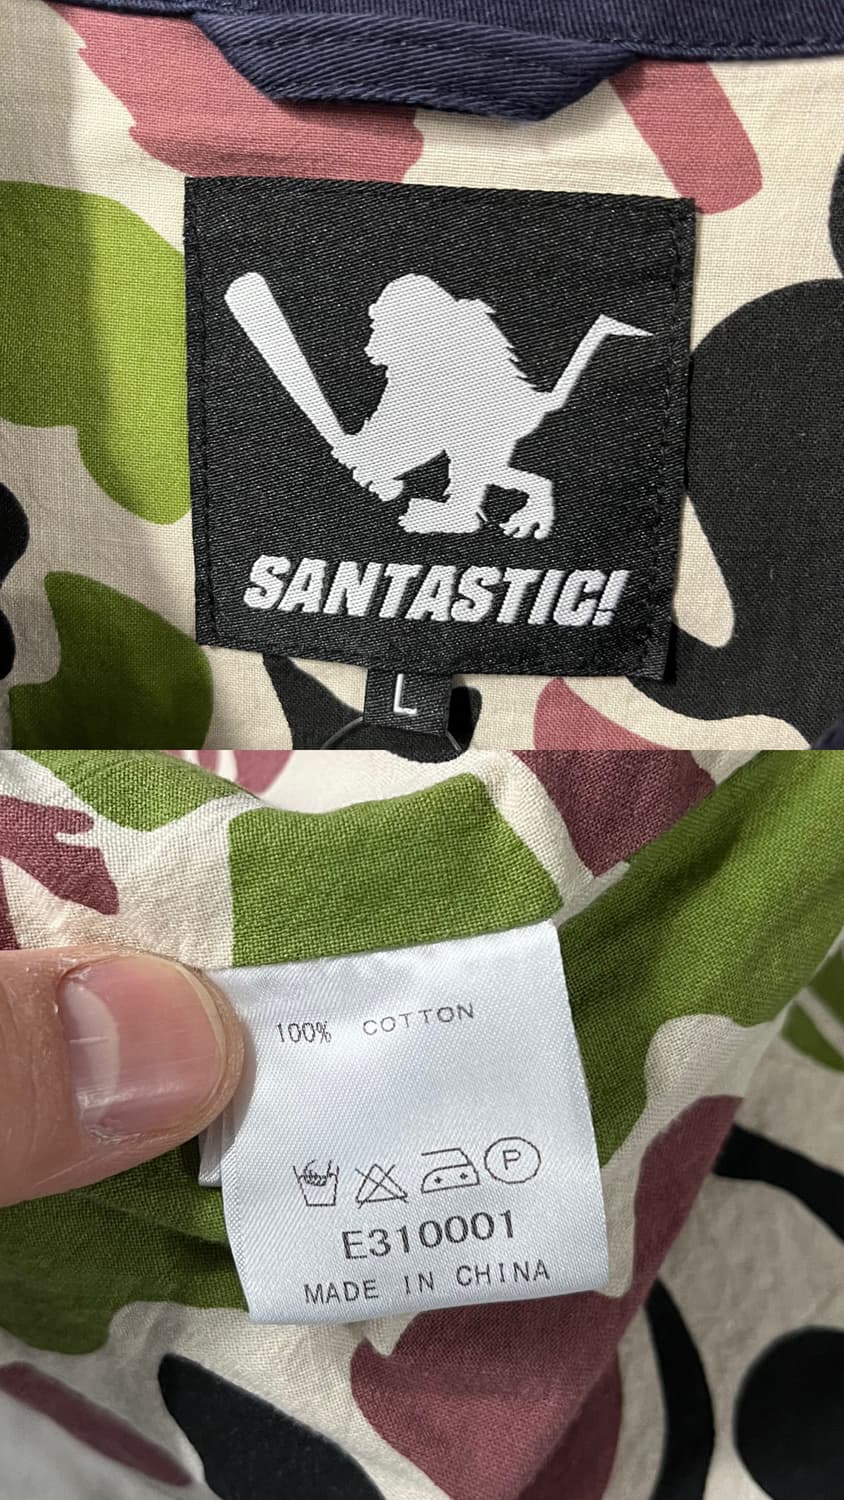 SANTASTIC!
L
100% COTTON
P
E310001
MADE IN CHINA